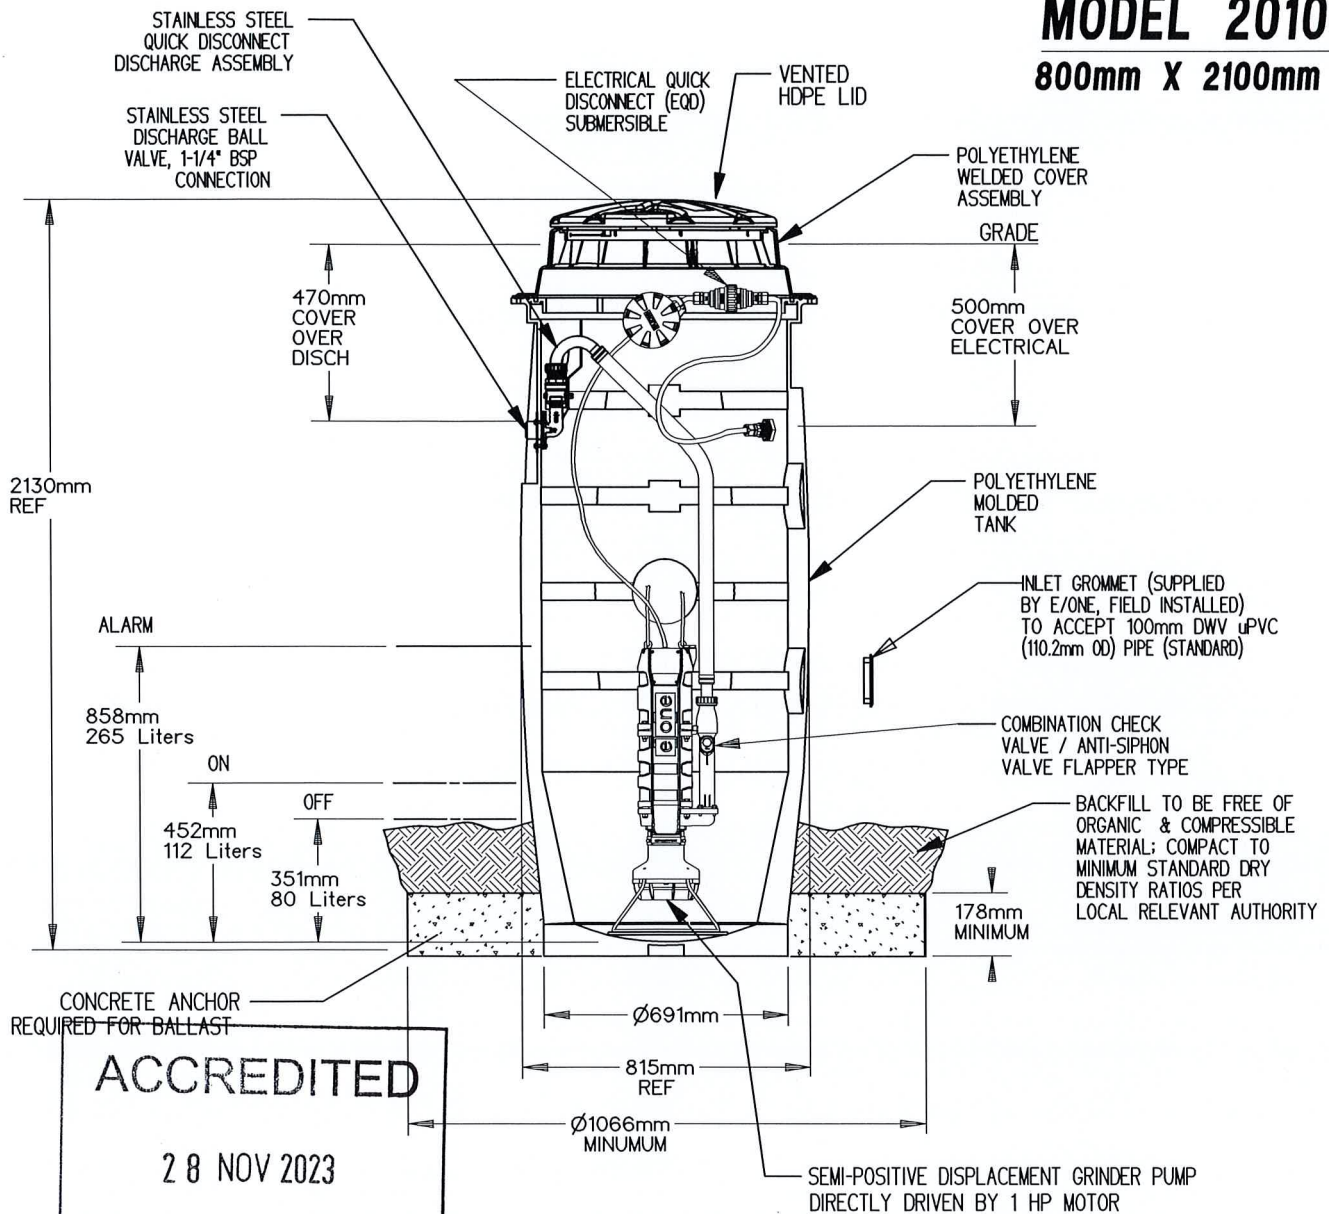 MODEL 2010
800mm X 2100mm
STAINLESS STEEL
QUICK DISCONNECT
DISCHARGE ASSEMBLY
ELECTRICAL QUICK
DISCONNECT (EQD)
SUBMERSIBLE
VENTED
HDPE LID
STAINLESS STEEL
DISCHARGE BALL
VALVE, 1-1/4" BSP
CONNECTION
POLYETHYLENE
WELDED COVER
ASSEMBLY
GRADE
470mm
COVER
OVER
DISCH
500mm
COVER OVER
ELECTRICAL
2130mm
REF
POLYETHYLENE
MOLDED
TANK
INLET GROMMET (SUPPLIED
BY E/ONE, FIELD INSTALLED)
TO ACCEPT 100mm DWV uPVC
(110.2mm OD) PIPE (STANDARD)
ALARM
858mm
265 Liters
ON
452mm
112 Liters
OFF
351mm
80 Liters
e one
COMBINATION CHECK
VALVE / ANTI-SIPHON
VALVE FLAPPER TYPE
BACKFILL TO BE FREE OF
ORGANIC & COMPRESSIBLE
MATERIAL; COMPACT TO
MINIMUM STANDARD DRY
DENSITY RATIOS PER
LOCAL RELEVANT AUTHORITY
178mm
MINIMUM
CONCRETE ANCHOR
REQUIRED FOR BALLAST
Ø691mm
815mm
REF
Ø1066mm
MINUMUM
ACCREDITED
28 NOV 2023
SEMI-POSITIVE DISPLACEMENT GRINDER PUMP
DIRECTLY DRIVEN BY 1 HP MOTOR